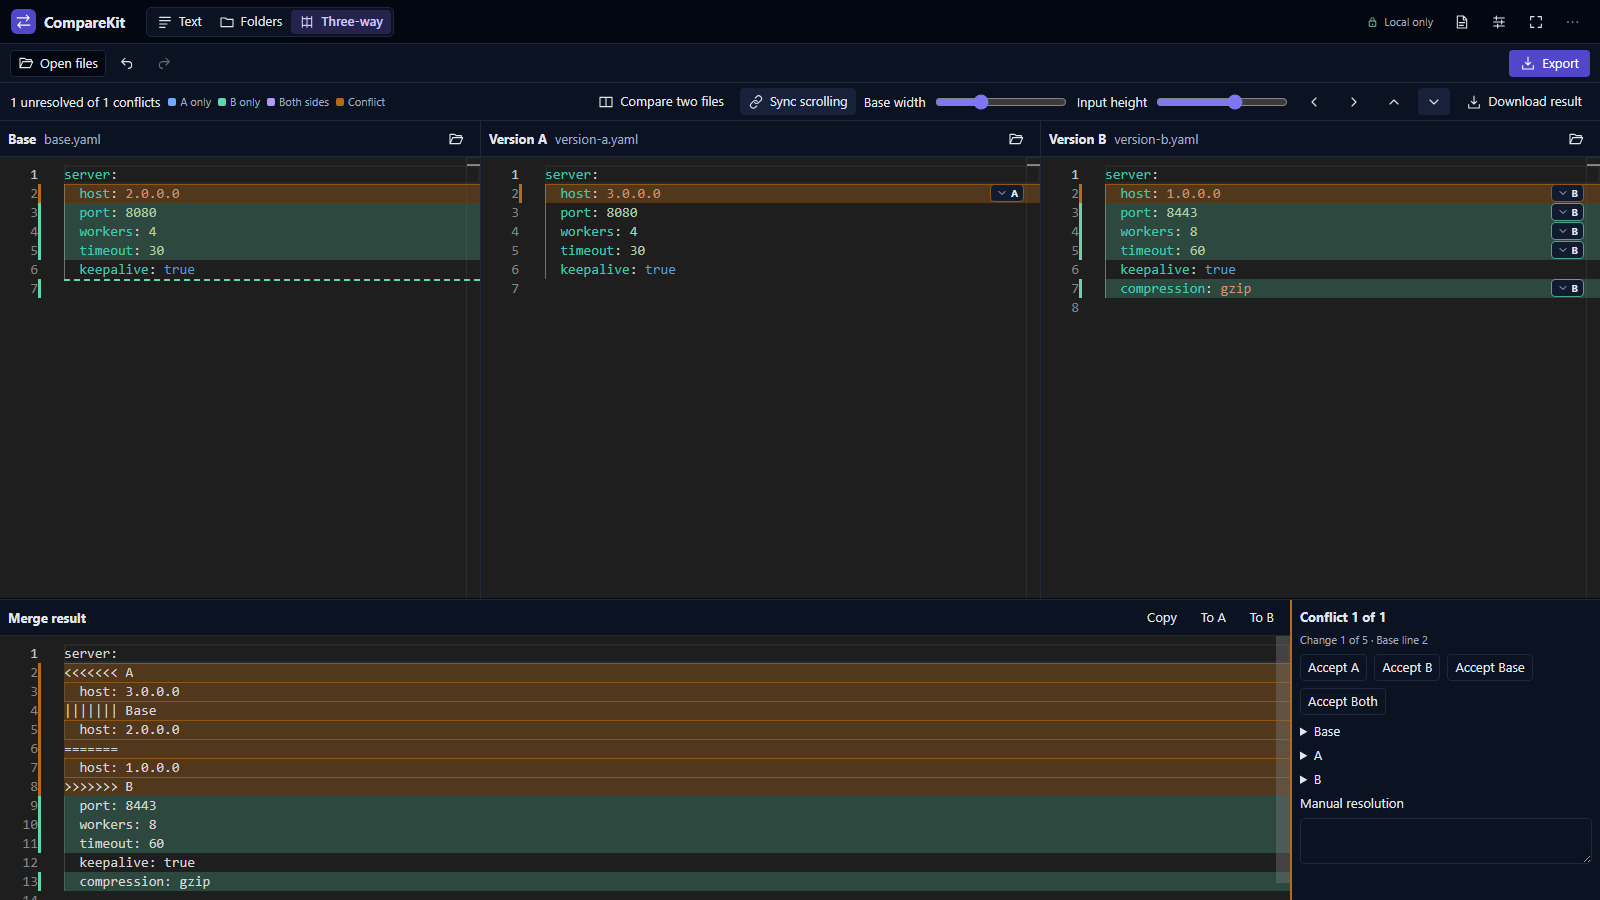 CompareKit Text Folders Three-way Local only
Open files Export
1 unresolved of 1 conflicts A only B only Both sides Conflict Compare two files Sync scrolling Base width Input height Download result
Base base.yaml
1 server:
2 host: 2.0.0.0
3 port: 8080
4 workers: 4
5 timeout: 30
6 keepalive: true
7
Version A version-a.yaml
1 server:
2 host: 3.0.0.0 A
3 port: 8080
4 workers: 4
5 timeout: 30
6 keepalive: true
7
Version B version-b.yaml
1 server:
2 host: 1.0.0.0 B
3 port: 8443 B
4 workers: 8 B
5 timeout: 60 B
6 keepalive: true
7 compression: gzip B
8
Merge result Copy To A To B
1 server:
2 <<<<<<< A
3 host: 3.0.0.0
4 ||||||| Base
5 host: 2.0.0.0
6 =======
7 host: 1.0.0.0
8 >>>>>>> B
9 port: 8443
10 workers: 8
11 timeout: 60
12 keepalive: true
13 compression: gzip
Conflict 1 of 1
Change 1 of 5 · Base line 2
Accept A Accept B Accept Base
Accept Both
Base
A
B
Manual resolution